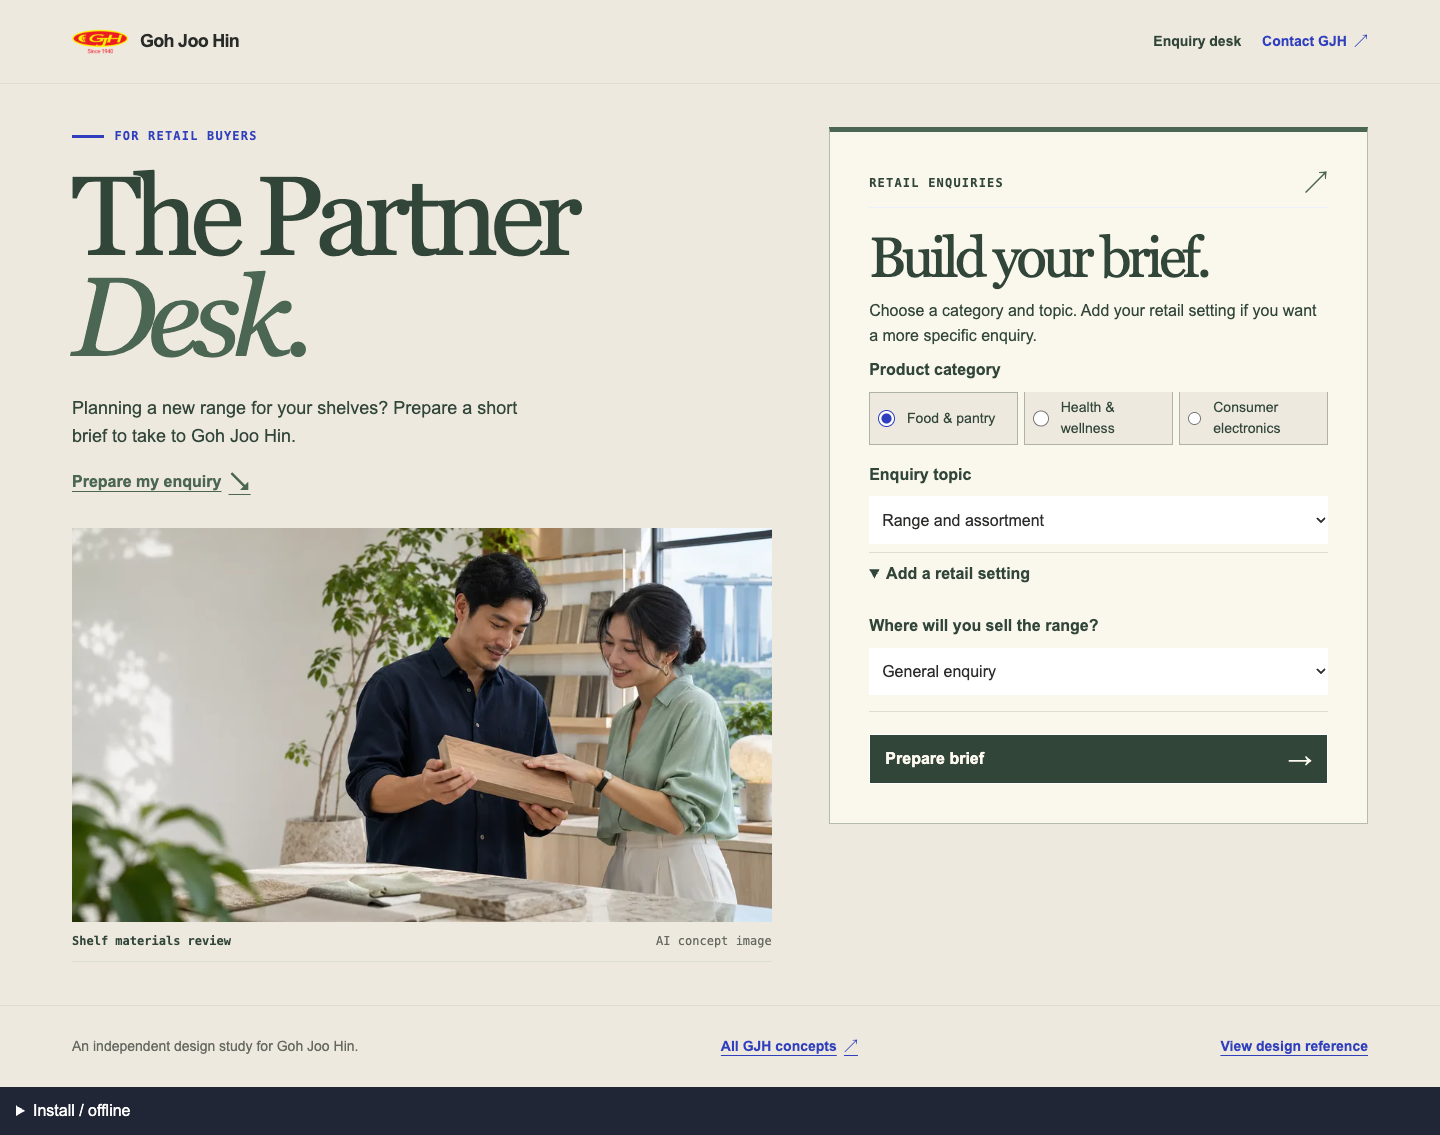 GJH
Since 1940
Goh Joo Hin
Enquiry desk
Contact GJH ↗
FOR RETAIL BUYERS
The Partner
Desk.
Planning a new range for your shelves? Prepare a short
brief to take to Goh Joo Hin.
Prepare my enquiry ↘
Shelf materials review
AI concept image
RETAIL ENQUIRIES ↗
Build your brief.
Choose a category and topic. Add your retail setting if you want
a more specific enquiry.
Product category
Food & pantry
Health &
wellness
Consumer
electronics
Enquiry topic
Range and assortment
▼ Add a retail setting
Where will you sell the range?
General enquiry
Prepare brief →
An independent design study for Goh Joo Hin.
All GJH concepts ↗
View design reference
▶ Install / offline